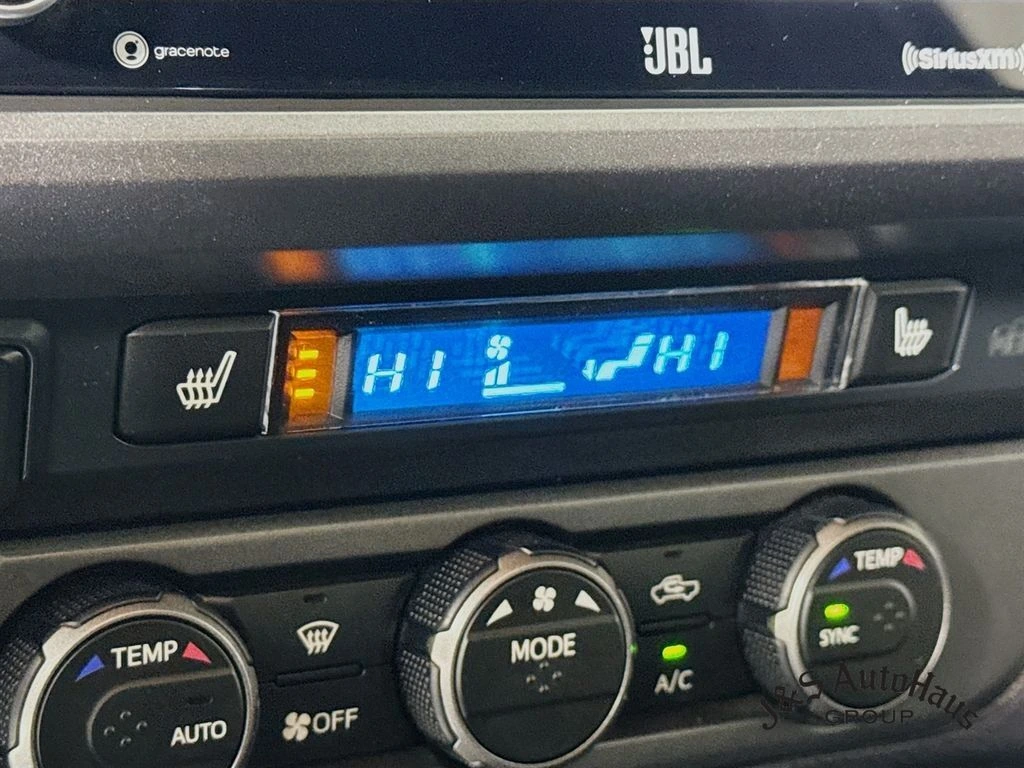 gracenote JBL SiriusXM
HI HI
TEMP
AUTO
OFF
MODE
A/C
TEMP
SYNC
AutoHaus
GROUP